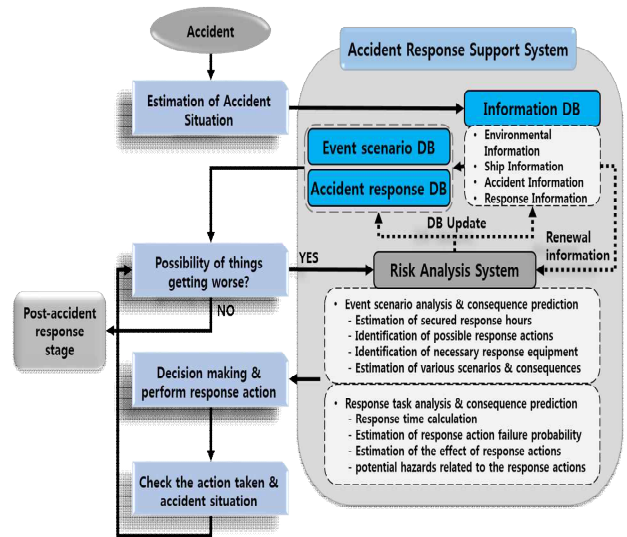 Accident
Accident Response Support System
Estimation of Accident
Situation
Information DB
• Environmental
Information
• Ship Information
• Accident Information
• Response Information
Event scenario DB
Accident response DB
DB Update
Renewal
information
Possibility of things
getting worse?
YES
NO
Risk Analysis System
Post-accident
response
stage
• Event scenario analysis & consequence prediction
- Estimation of secured response hours
- Identification of possible response actions
- Identification of necessary response equipment
- Estimation of various scenarios & consequences
Decision making &
perform response action
• Response task analysis & consequence prediction
- Response time calculation
- Estimation of response action failure probability
- Estimation of the effect of response actions
- potential hazards related to the response actions
Check the action taken &
accident situation